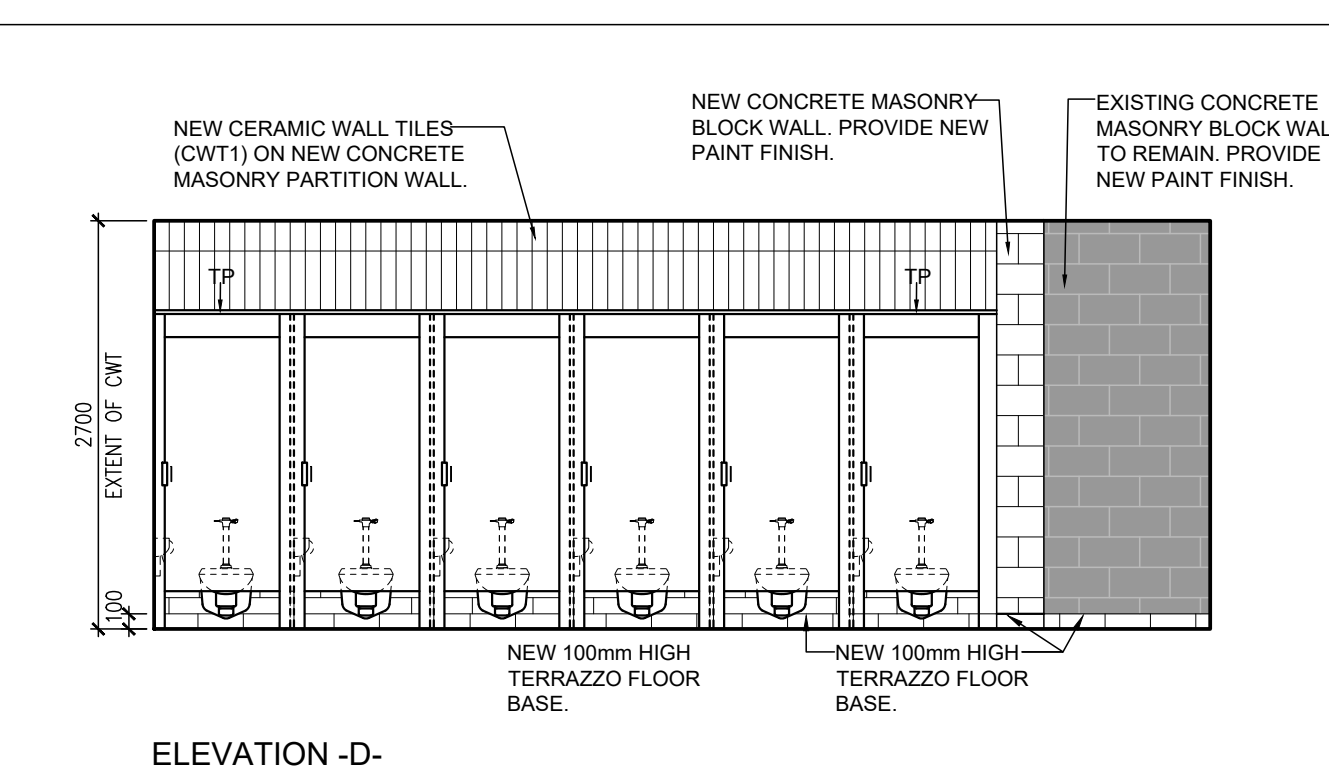 NEW CERAMIC WALL TILES
(CWT1) ON NEW CONCRETE
MASONRY PARTITION WALL.
NEW CONCRETE MASONRY
BLOCK WALL. PROVIDE NEW
PAINT FINISH.
EXISTING CONCRETE
MASONRY BLOCK WAL
TO REMAIN. PROVIDE
NEW PAINT FINISH.
TP
TP
2700
EXTENT OF CWT
100
NEW 100mm HIGH
TERRAZZO FLOOR
BASE.
NEW 100mm HIGH
TERRAZZO FLOOR
BASE.
ELEVATION -D-